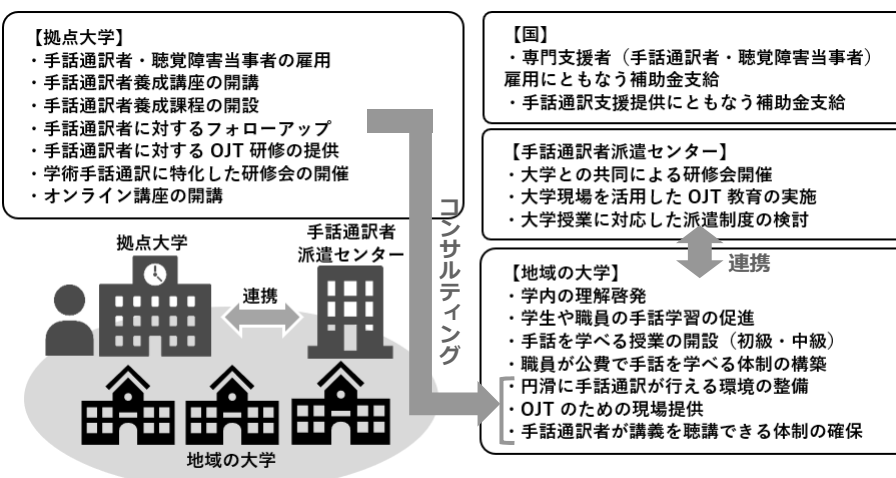 【拠点大学】
・手話通訳者・聴覚障害当事者の雇用
・手話通訳者養成講座の開講
・手話通訳者養成課程の開設
・手話通訳者に対するフォローアップ
・手話通訳者に対する OJT 研修の提供
・学術手話通訳に特化した研修会の開催
・オンライン講座の開講
【国】
・専門支援者（手話通訳者・聴覚障害当事者）
雇用にともなう補助金支給
・手話通訳支援提供にともなう補助金支給
【手話通訳者派遣センター】
・大学との共同による研修会開催
・大学現場を活用した OJT 教育の実施
・大学授業に対応した派遣制度の検討
連携
【地域の大学】
・学内の理解啓発
・学生や職員の手話学習の促進
・手話を学べる授業の開設（初級・中級）
・職員が公費で手話を学べる体制の構築
・円滑に手話通訳が行える環境の整備
・OJT のための現場提供
・手話通訳者が講義を聴講できる体制の確保
コンサルティング
拠点大学
手話通訳者
派遣センター
連携
地域の大学